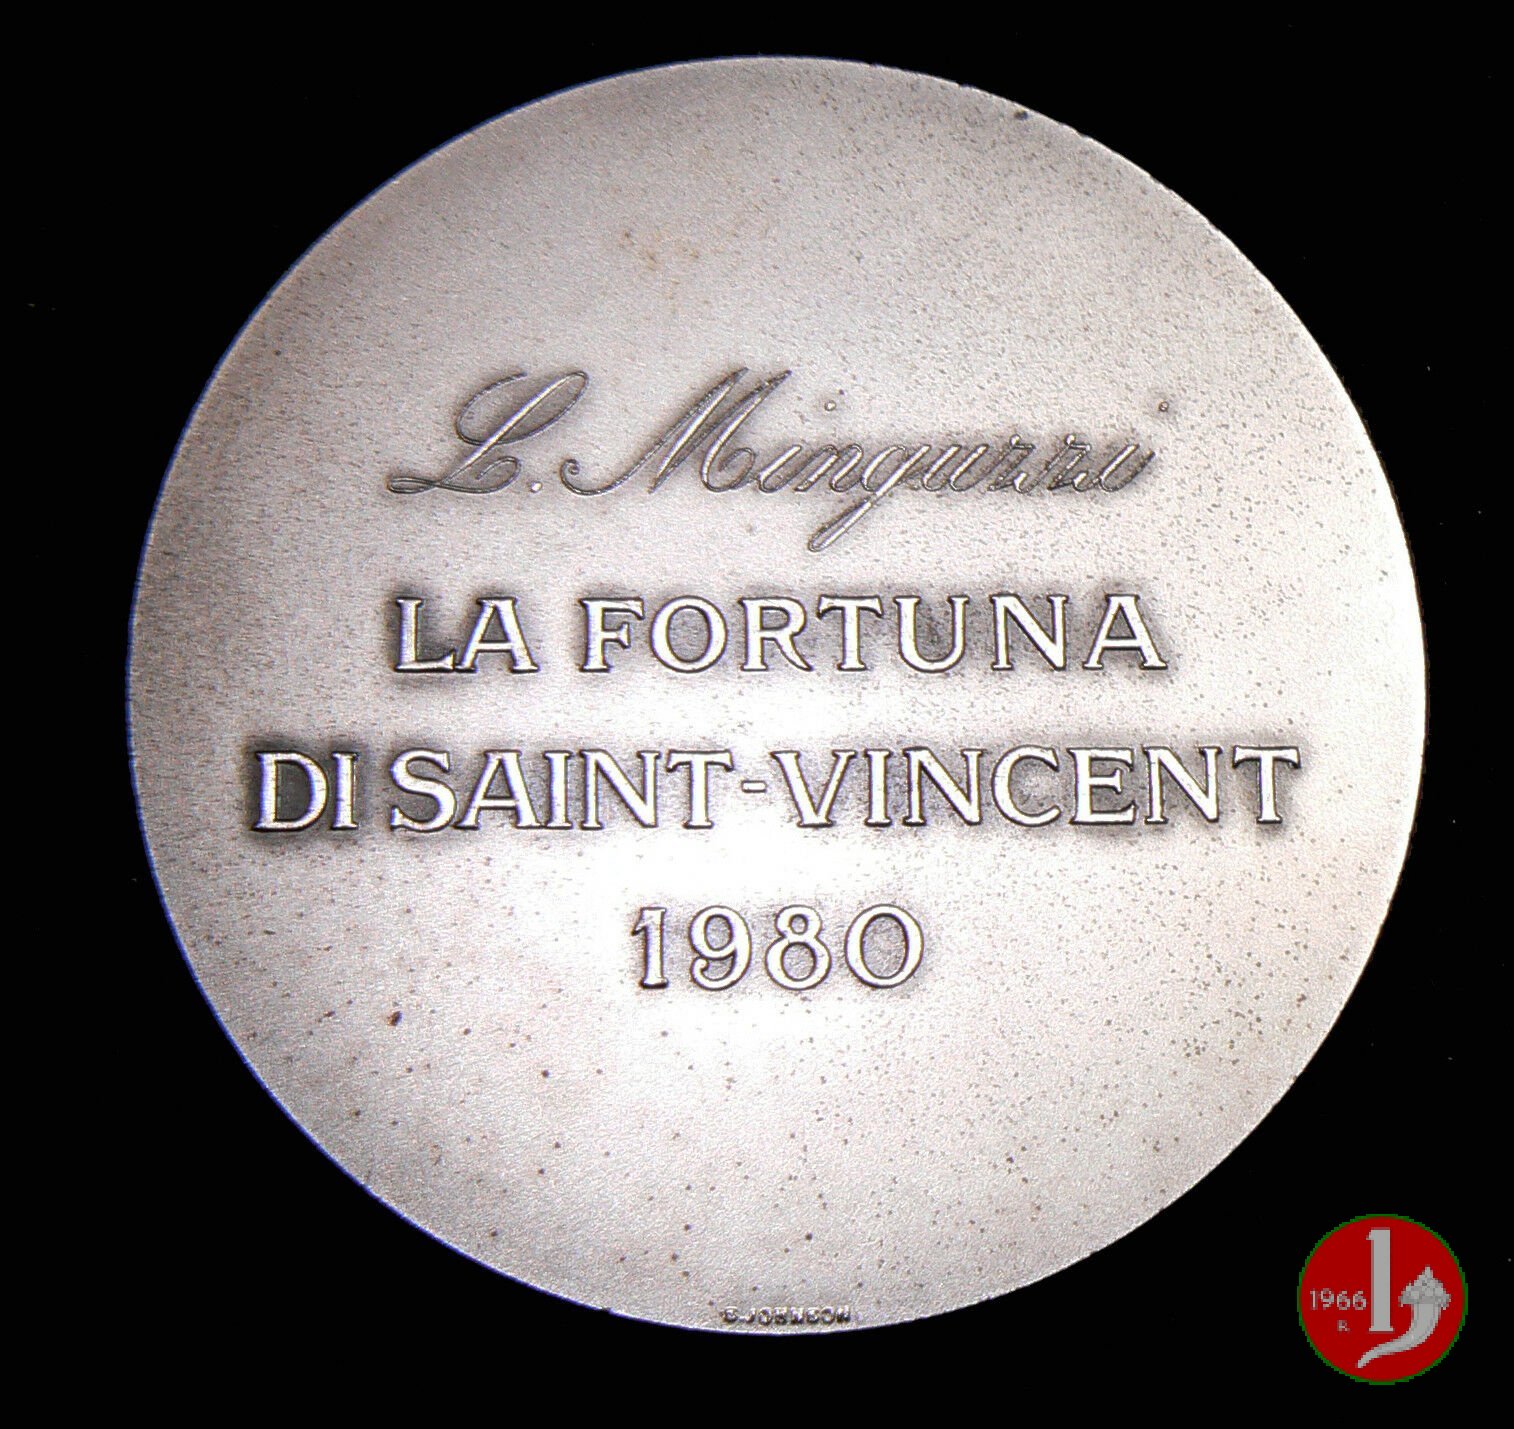 L. Minguzzi
LA FORTUNA
DI SAINT-VINCENT
1980
S.JOHNSON
1966
R